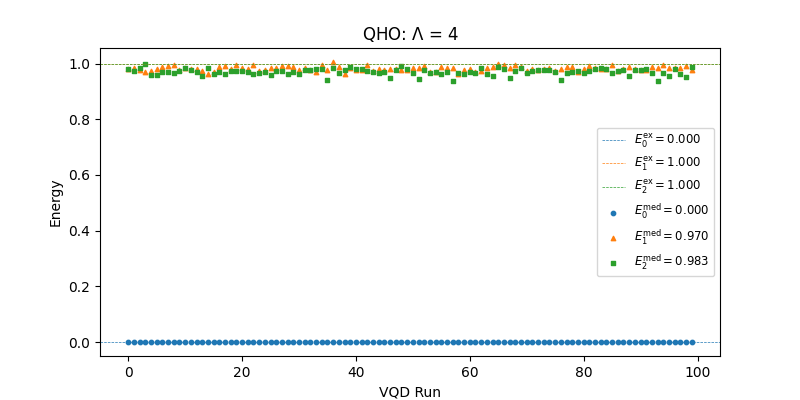 QHO: Λ = 4
Energy
1.0
0.8
0.6
0.4
0.2
0.0
E_0^ex = 0.000
E_1^ex = 1.000
E_2^ex = 1.000
E_0^med = 0.000
E_1^med = 0.970
E_2^med = 0.983
0 20 40 60 80 100
VQD Run